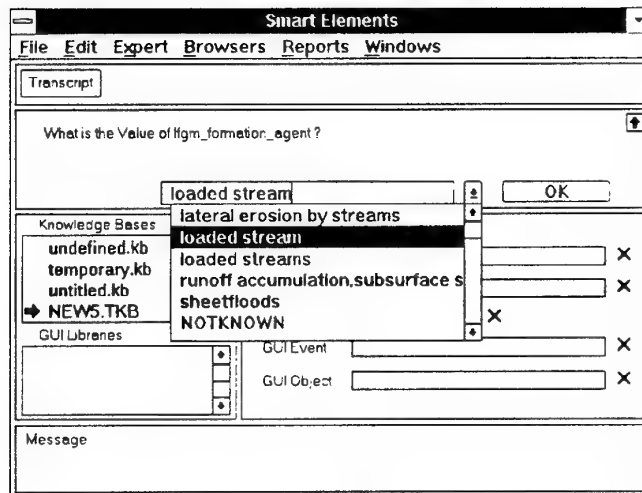 Smart Elements
File Edit Expert Browsers Reports Windows
Transcript
What is the Value of lfgm_formation_agent ?
loaded stream
OK
lateral erosion by streams
loaded stream
loaded streams
runoff accumulation,subsurface s
sheetfloods
NOTKNOWN
Knowledge Bases
undefined.kb
temporary.kb
untitled.kb
NEW5.TKB
GUI Libraries
GUI Event
GUI Object
Message